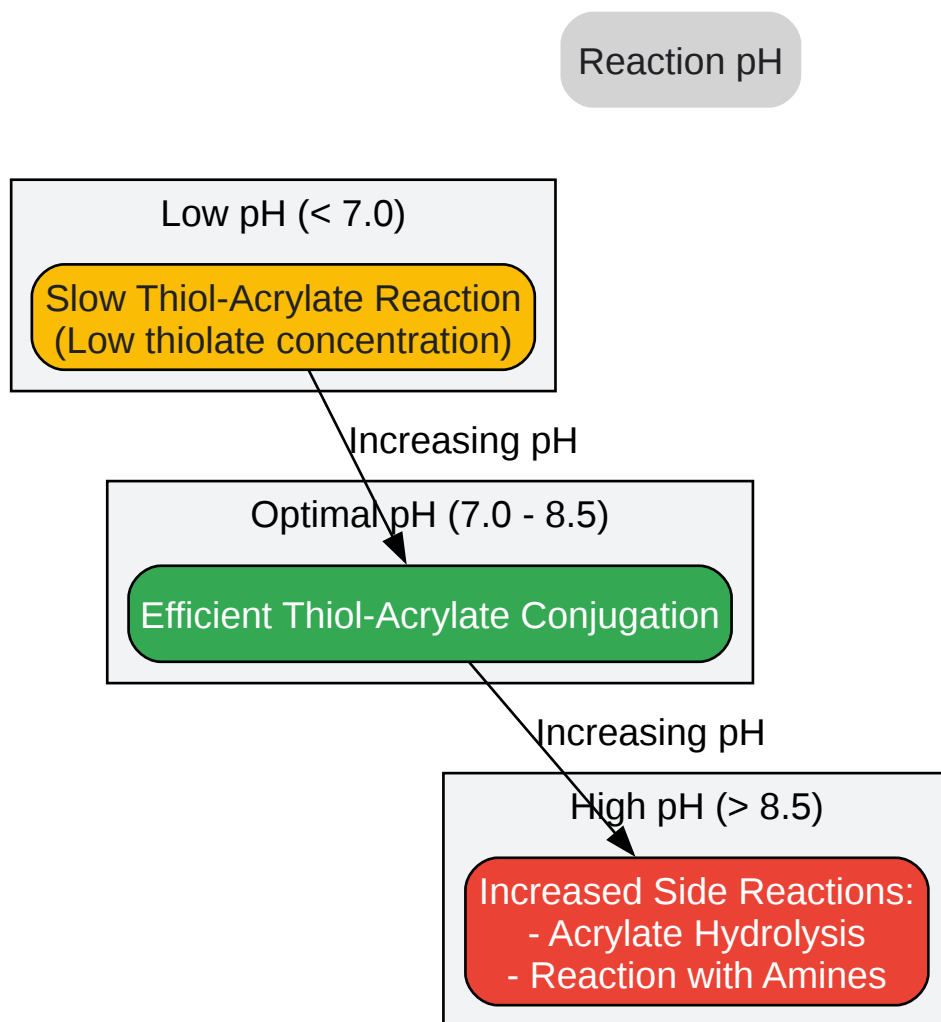 Reaction pH
Low pH (< 7.0)
Slow Thiol-Acrylate Reaction
(Low thiolate concentration)
Increasing pH
Optimal pH (7.0 - 8.5)
Efficient Thiol-Acrylate Conjugation
Increasing pH
High pH (> 8.5)
Increased Side Reactions:
- Acrylate Hydrolysis
- Reaction with Amines